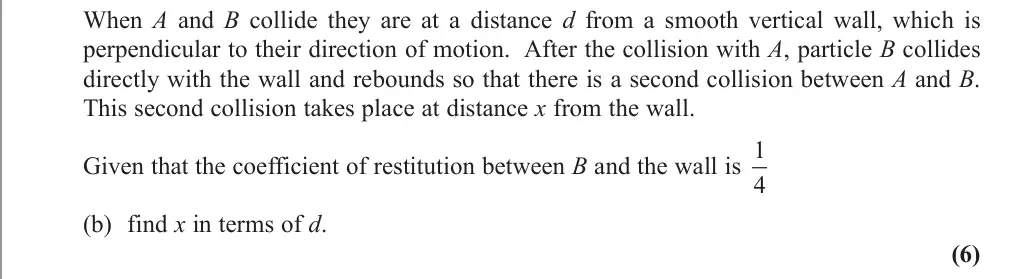 When A and B collide they are at a distance d from a smooth vertical wall, which is
perpendicular to their direction of motion. After the collision with A, particle B collides
directly with the wall and rebounds so that there is a second collision between A and B.
This second collision takes place at distance x from the wall.
Given that the coefficient of restitution between B and the wall is 1/4
(b) find x in terms of d.
(6)